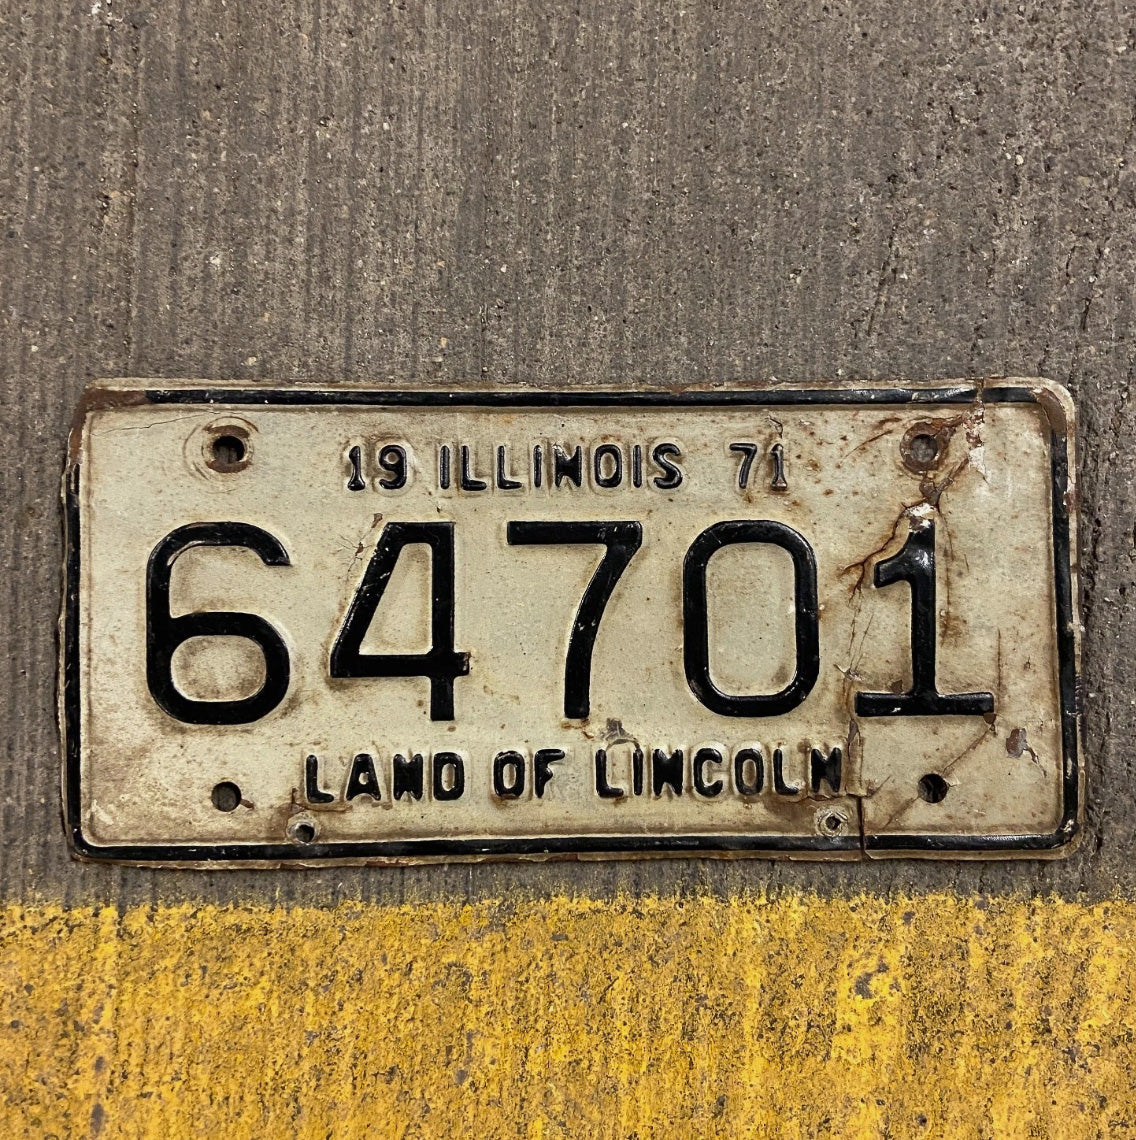 19 ILLINOIS 71
64701
LAND OF LINCOLN